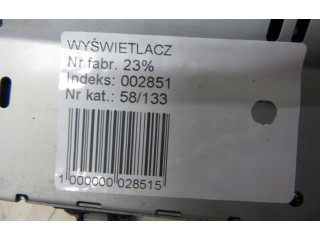 WYŚWIETLACZ
Nr fabr. 23%
Indeks: 002851
Nr kat.: 58/133
1 000000 028515